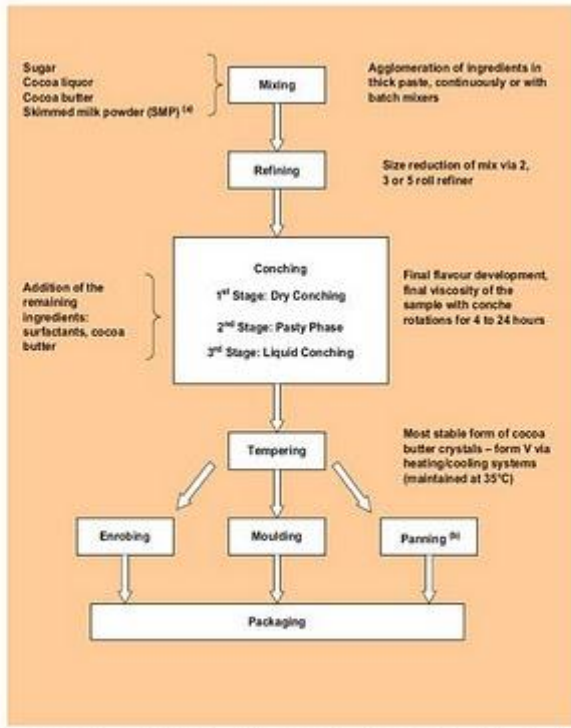 Sugar
Cocoa liquor
Cocoa butter
Skimmed milk powder (SMP) (a)
Mixing
Agglomeration of ingredients in
thick paste, continuously or with
batch mixers
Refining
Size reduction of mix via 2,
3 or 5 roll refiner
Addition of the
remaining
ingredients:
surfactants, cocoa
butter
Conching
1st Stage: Dry Conching
2nd Stage: Pasty Phase
3rd Stage: Liquid Conching
Final flavour development,
final viscosity of the
sample with conche
rotations for 4 to 24 hours
Tempering
Most stable form of cocoa
butter crystals – form V via
heating/cooling systems
(maintained at 35°C)
Enrobing
Moulding
Panning (b)
Packaging